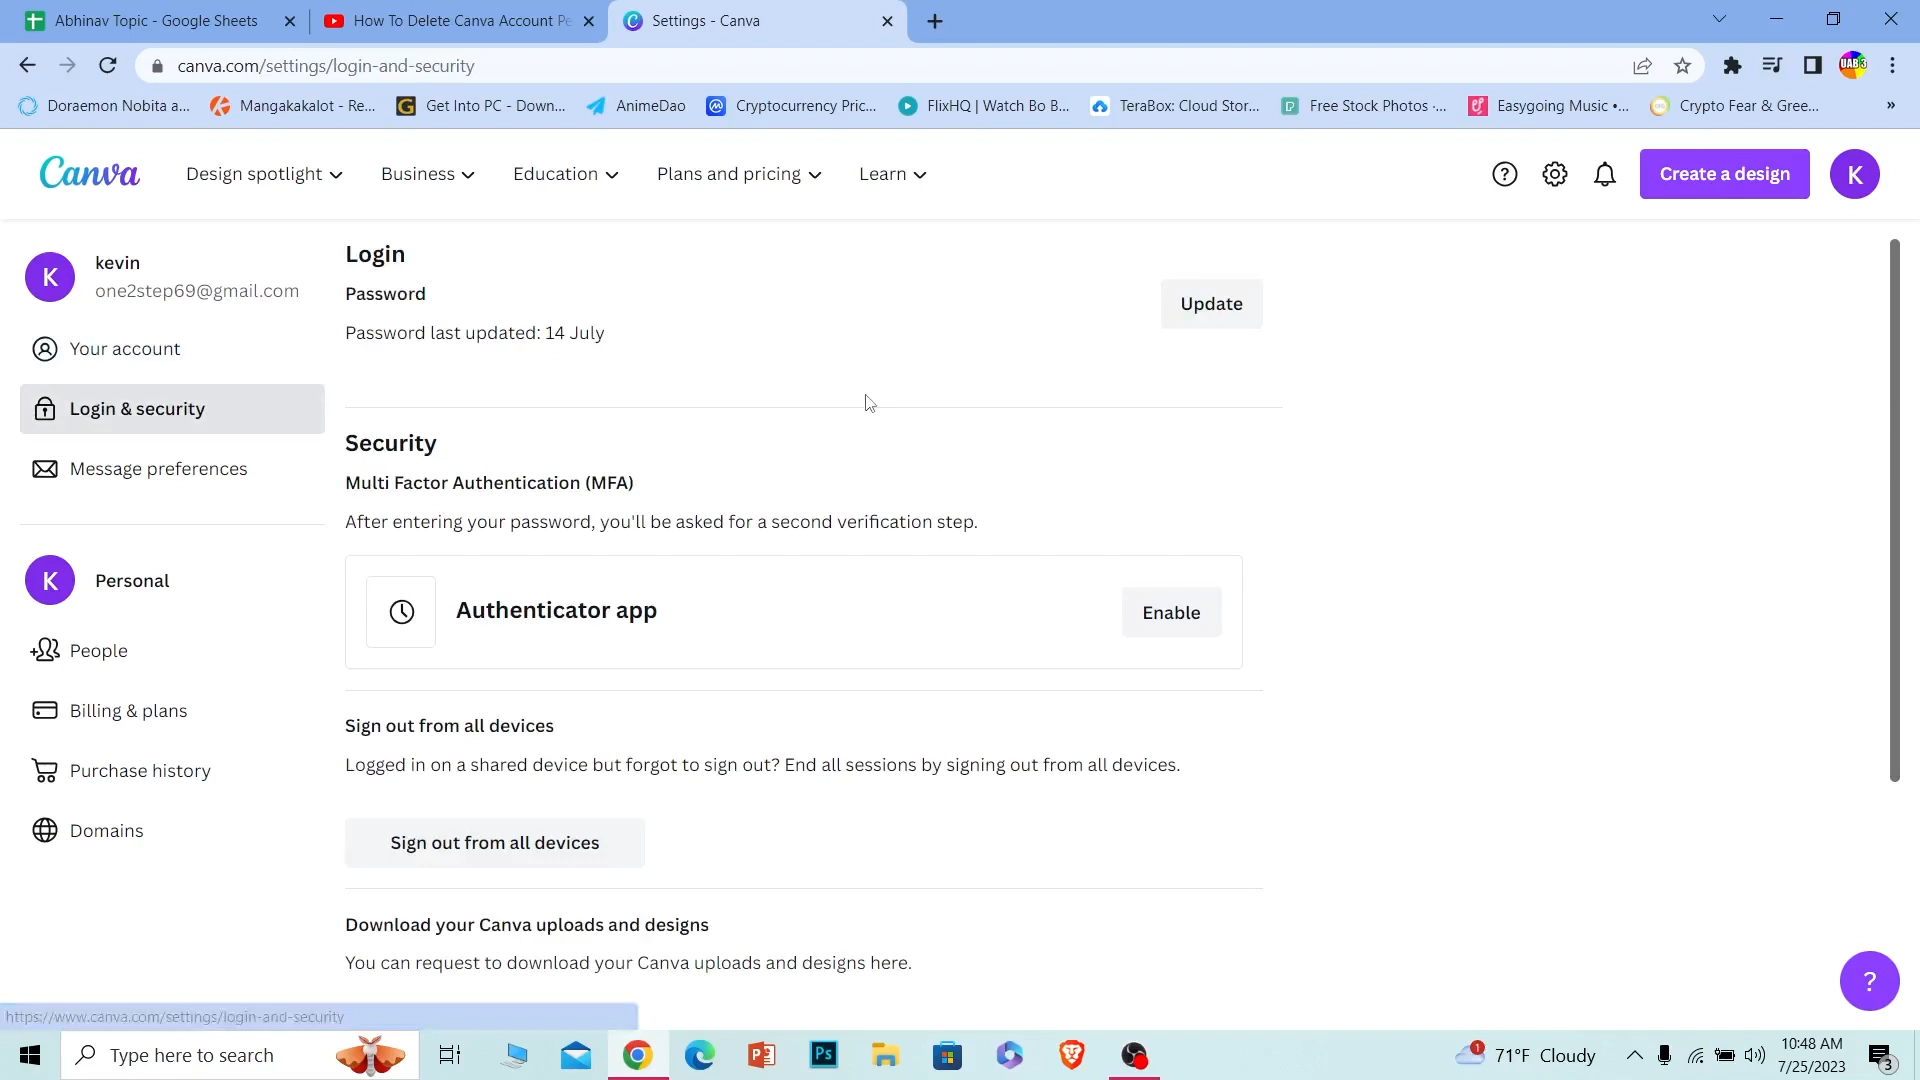 Abhinav Topic - Google Sheets
How To Delete Canva Account Pe
Settings - Canva
canva.com/settings/login-and-security
UAB 3
Doraemon Nobita a...
Mangakakalot - Re...
Get Into PC - Down...
AnimeDao
Cryptocurrency Pric...
FlixHQ | Watch Bo B...
TeraBox: Cloud Stor...
Free Stock Photos ·...
Easygoing Music •...
Crypto Fear & Gree...
»
Canva
Design spotlight
Business
Education
Plans and pricing
Learn
?
Create a design
K
K
kevin
one2step69@gmail.com
Your account
Login & security
Message preferences
K
Personal
People
Billing & plans
Purchase history
Domains
Login
Password
Update
Password last updated: 14 July
Security
Multi Factor Authentication (MFA)
After entering your password, you'll be asked for a second verification step.
Authenticator app
Enable
Sign out from all devices
Logged in on a shared device but forgot to sign out? End all sessions by signing out from all devices.
Sign out from all devices
Download your Canva uploads and designs
You can request to download your Canva uploads and designs here.
?
https://www.canva.com/settings/login-and-security
Type here to search
Ps
1
71°F Cloudy
10:48 AM
7/25/2023
3